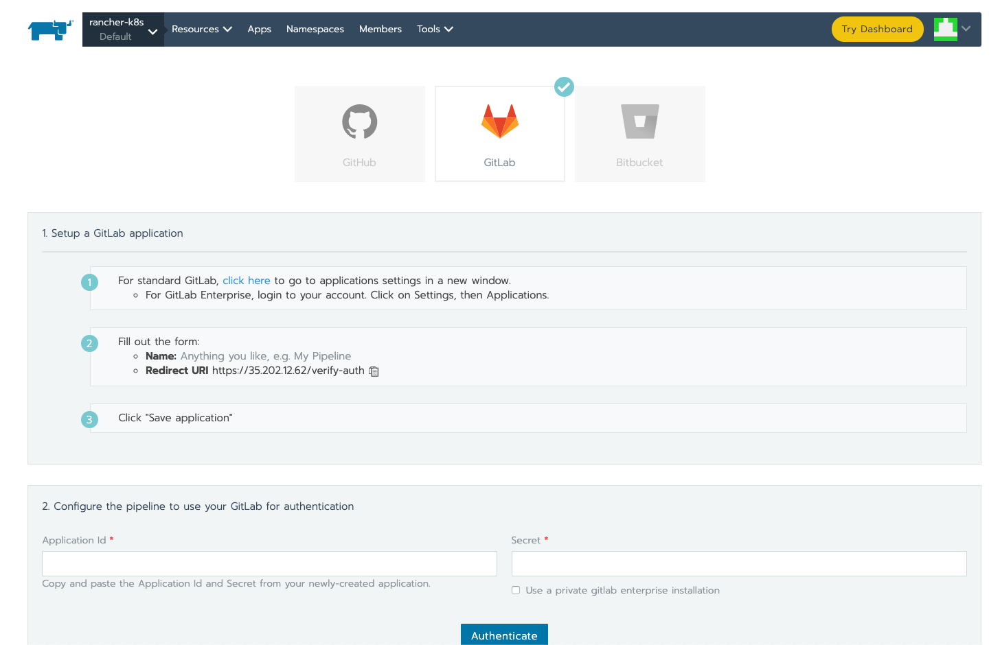 rancher-k8s
Default
Resources
Apps
Namespaces
Members
Tools
Try Dashboard
GitHub
GitLab
Bitbucket
1. Setup a GitLab application
1
For standard GitLab, click here to go to applications settings in a new window.
For GitLab Enterprise, login to your account. Click on Settings, then Applications.
2
Fill out the form:
Name: Anything you like, e.g. My Pipeline
Redirect URI https://35.202.12.62/verify-auth
3
Click "Save application"
2. Configure the pipeline to use your GitLab for authentication
Application Id *
Secret *
Copy and paste the Application Id and Secret from your newly-created application.
Use a private gitlab enterprise installation
Authenticate